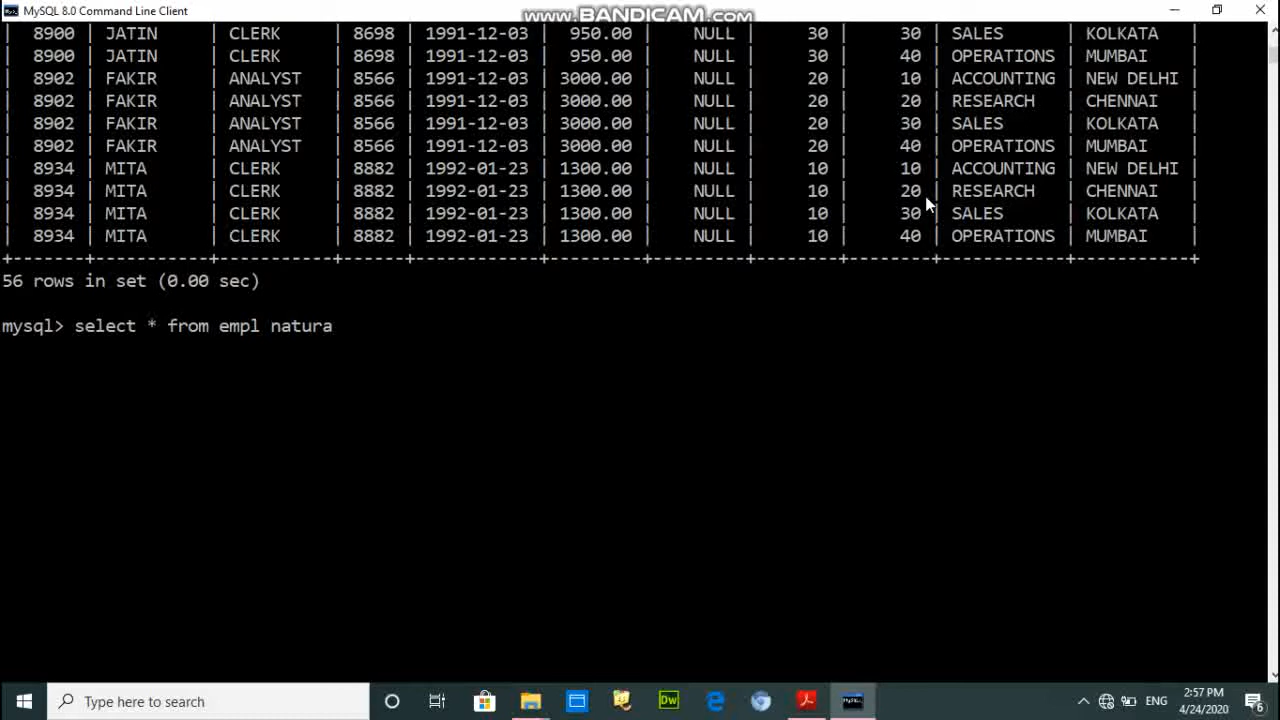 MySQL 8.0 Command Line Client
www.BANDICAM.com
| 8900 | JATIN | CLERK | 8698 | 1991-12-03 | 950.00 | NULL | 30 | 30 | SALES | KOLKATA |
| 8900 | JATIN | CLERK | 8698 | 1991-12-03 | 950.00 | NULL | 30 | 40 | OPERATIONS | MUMBAI |
| 8902 | FAKIR | ANALYST | 8566 | 1991-12-03 | 3000.00 | NULL | 20 | 10 | ACCOUNTING | NEW DELHI |
| 8902 | FAKIR | ANALYST | 8566 | 1991-12-03 | 3000.00 | NULL | 20 | 20 | RESEARCH | CHENNAI |
| 8902 | FAKIR | ANALYST | 8566 | 1991-12-03 | 3000.00 | NULL | 20 | 30 | SALES | KOLKATA |
| 8902 | FAKIR | ANALYST | 8566 | 1991-12-03 | 3000.00 | NULL | 20 | 40 | OPERATIONS | MUMBAI |
| 8934 | MITA | CLERK | 8882 | 1992-01-23 | 1300.00 | NULL | 10 | 10 | ACCOUNTING | NEW DELHI |
| 8934 | MITA | CLERK | 8882 | 1992-01-23 | 1300.00 | NULL | 10 | 20 | RESEARCH | CHENNAI |
| 8934 | MITA | CLERK | 8882 | 1992-01-23 | 1300.00 | NULL | 10 | 30 | SALES | KOLKATA |
| 8934 | MITA | CLERK | 8882 | 1992-01-23 | 1300.00 | NULL | 10 | 40 | OPERATIONS | MUMBAI |
56 rows in set (0.00 sec)
mysql> select * from empl natura
Type here to search
Dw
ENG
2:57 PM
4/24/2020
6